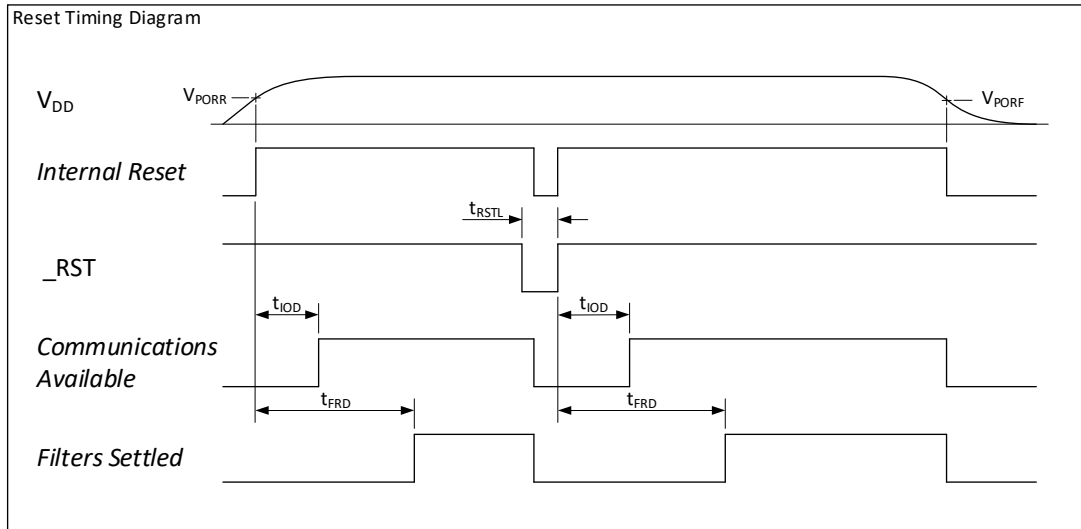 Reset Timing Diagram
VDD
VPORR
VPORF
Internal Reset
tRSTL
_RST
tIOD
tIOD
Communications
Available
tFRD
tFRD
Filters Settled